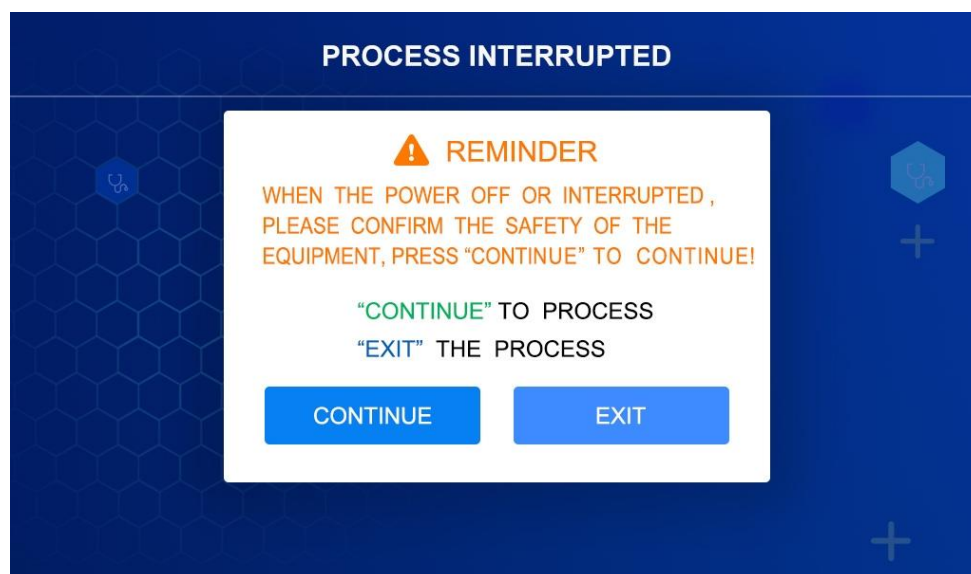 PROCESS INTERRUPTED
REMINDER
WHEN THE POWER OFF OR INTERRUPTED,
PLEASE CONFIRM THE SAFETY OF THE
EQUIPMENT, PRESS “CONTINUE” TO CONTINUE!
“CONTINUE” TO PROCESS
“EXIT” THE PROCESS
CONTINUE
EXIT